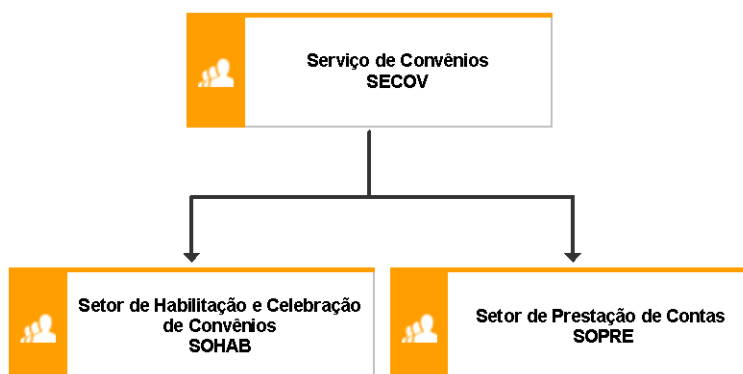 Serviço de Convênios
SECOV
Setor de Habilitação e Celebração
de Convênios
SOHAB
Setor de Prestação de Contas
SOPRE